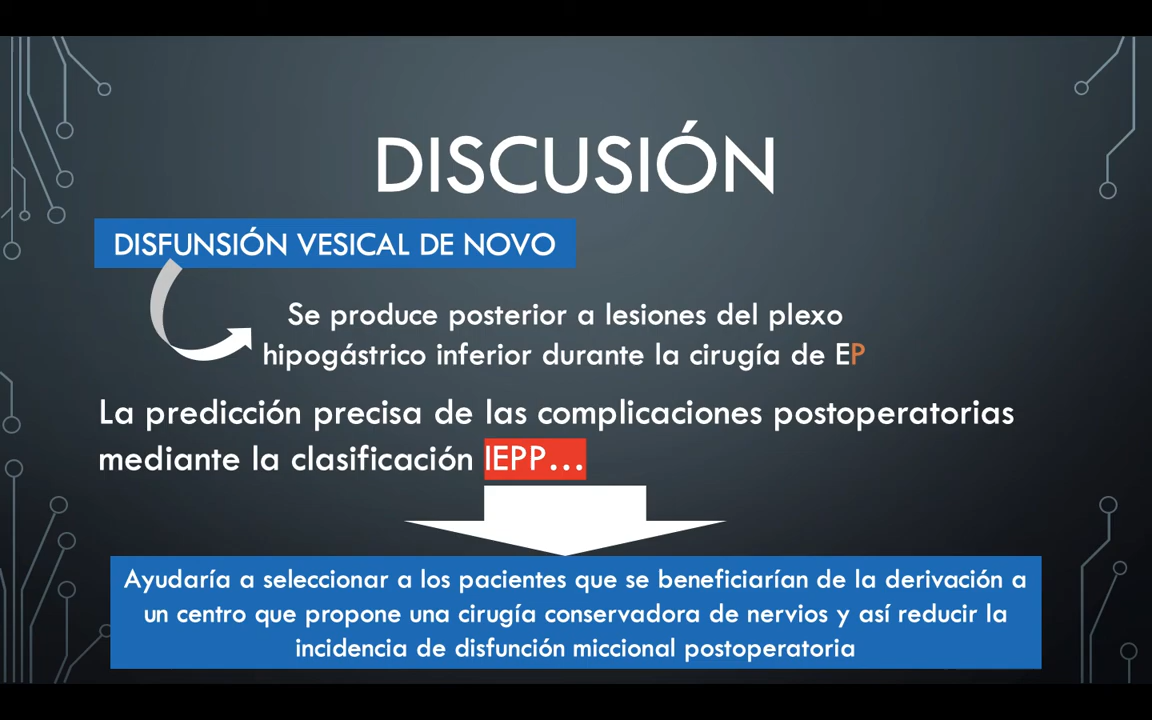 DISCUSIÓN
DISFUNSIÓN VESICAL DE NOVO
Se produce posterior a lesiones del plexo
hipogástrico inferior durante la cirugía de EP
La predicción precisa de las complicaciones postoperatorias
mediante la clasificación IEPP...
Ayudaría a seleccionar a los pacientes que se beneficiarían de la derivación a
un centro que propone una cirugía conservadora de nervios y así reducir la
incidencia de disfunción miccional postoperatoria